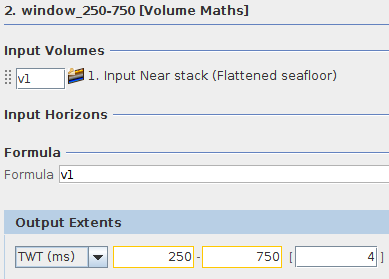 2. window_250-750 [Volume Maths]
Input Volumes
v1 1. Input Near stack (Flattened seafloor)
Input Horizons
Formula
Formula v1
Output Extents
TWT (ms) 250 - 750 [ 4 ]